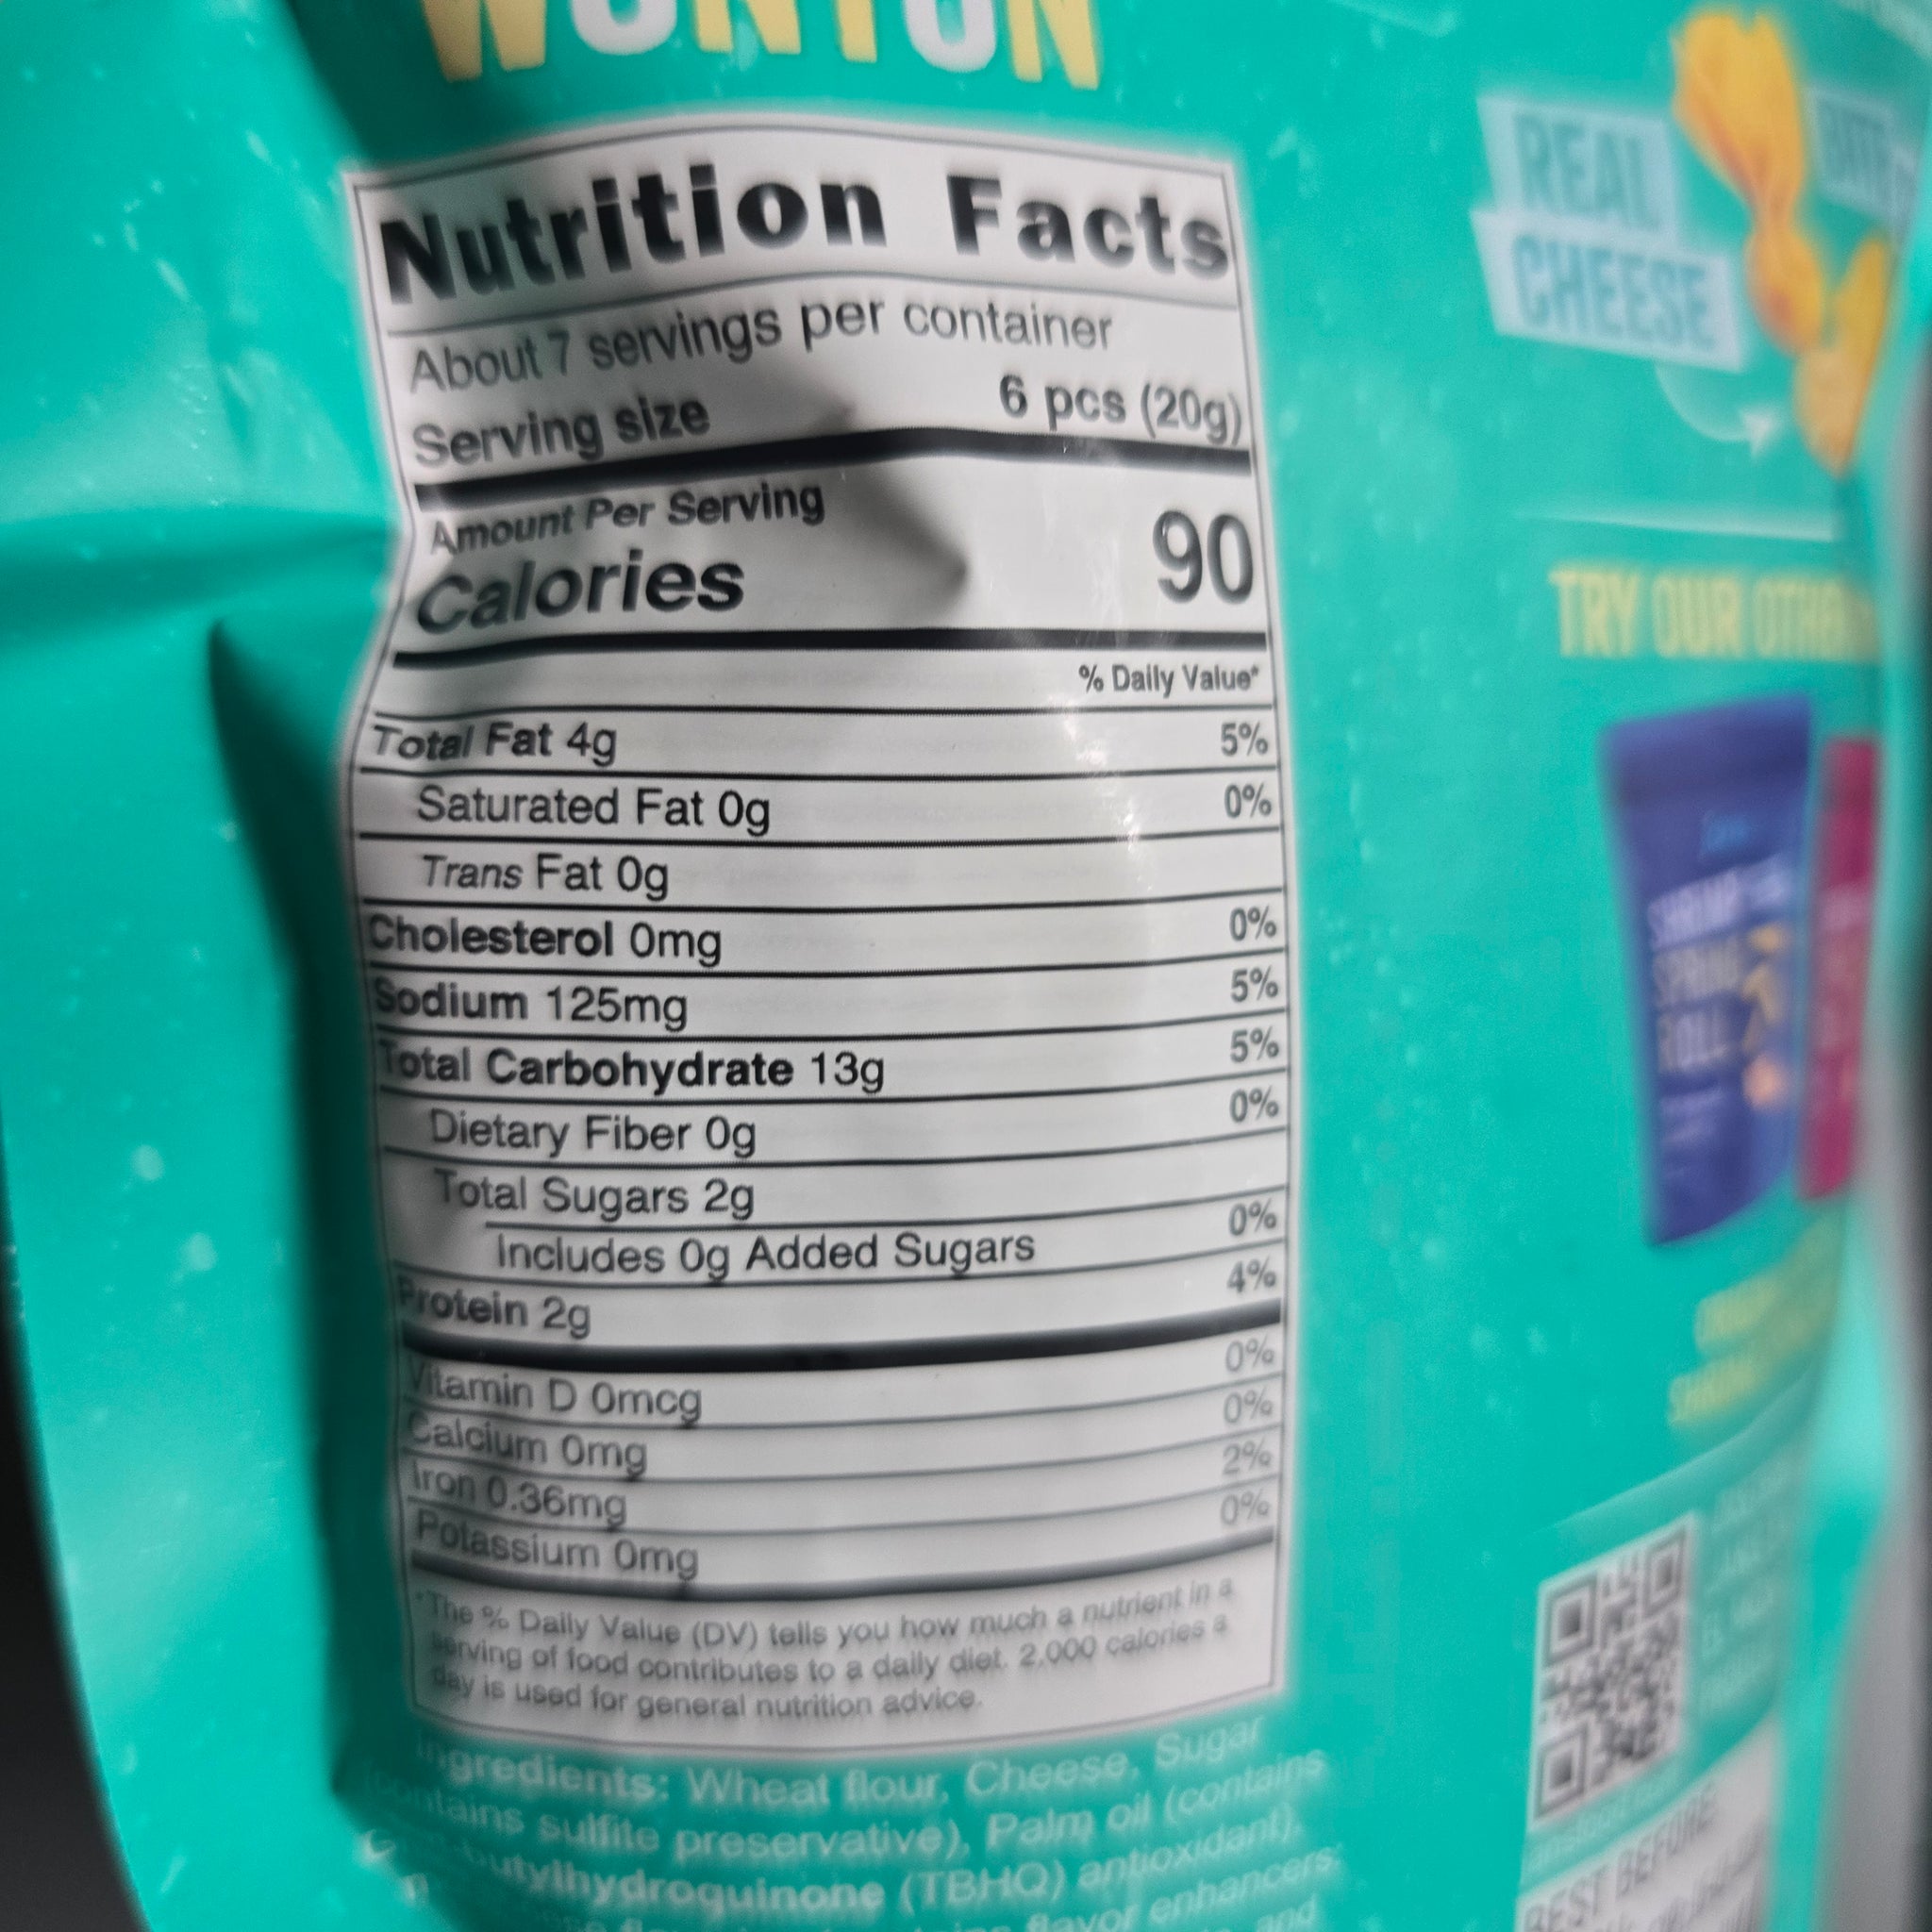 WONTON
Nutrition Facts
About 7 servings per container
Serving size 6 pcs (20g)
Amount Per Serving
Calories 90
% Daily Value*
Total Fat 4g 5%
Saturated Fat 0g 0%
Trans Fat 0g
Cholesterol 0mg 0%
Sodium 125mg 5%
Total Carbohydrate 13g 5%
Dietary Fiber 0g 0%
Total Sugars 2g
Includes 0g Added Sugars 0%
Protein 2g 4%
Vitamin D 0mcg 0%
Calcium 0mg 0%
Iron 0.36mg 2%
Potassium 0mg 0%
*The % Daily Value (DV) tells you how much a nutrient in a
serving of food contributes to a daily diet. 2,000 calories a
day is used for general nutrition advice.
Ingredients: Wheat flour, Cheese, Sugar
(contains sulfite preservative), Palm oil (contains
butylhydroquinone (TBHQ) antioxidant),
flavor enhancers:
and
REAL
CHEESE
BITE
TRY OUR OTHER
SHRIMP
SPRING
ROLL
BEST BEFORE: